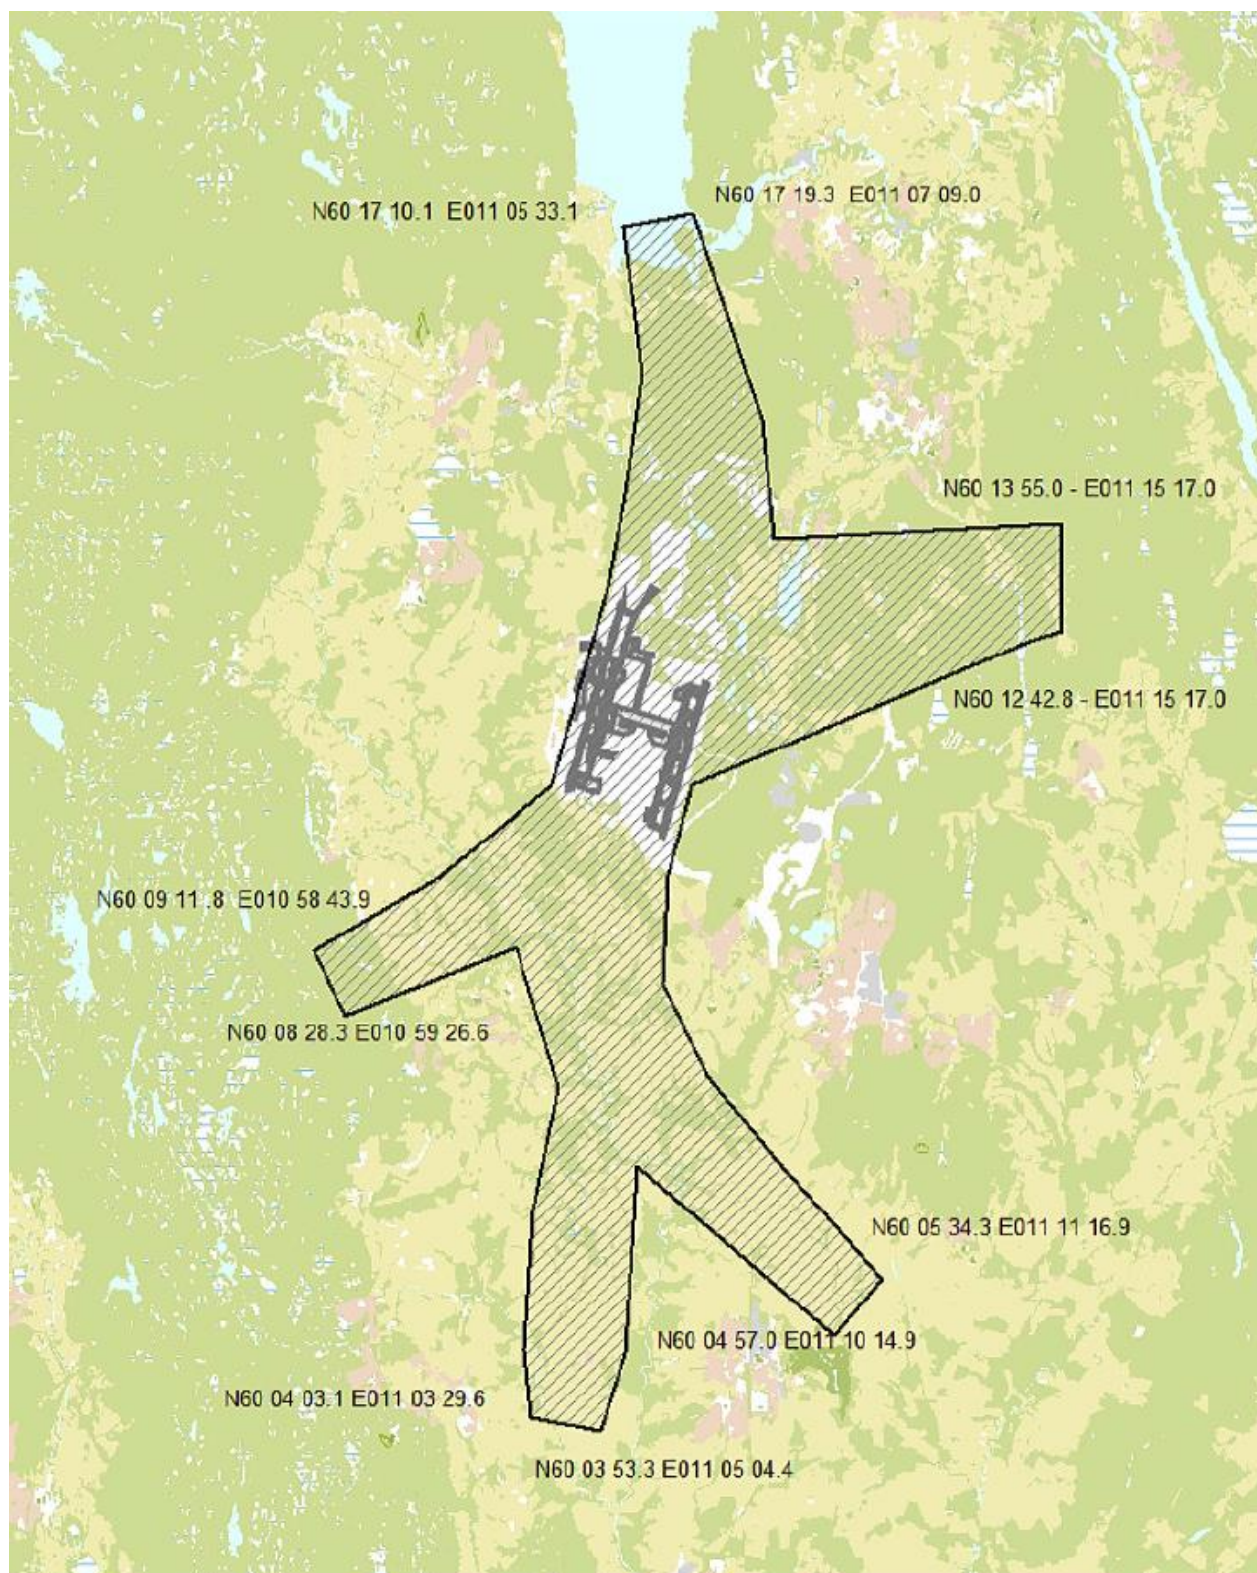 N60 17 19.3  E011 07 09.0
N60 17 10.1  E011 05 33.1
N60 13 55.0 - E011 15 17.0
N60 12 42.8 - E011 15 17.0
N60 09 11.8  E010 58 43.9
N60 08 28.3 E010 59 26.6
N60 05 34.3 E011 11 16.9
N60 04 57.0 E011 10 14.9
N60 04 03.1 E011 03 29.6
N60 03 53.3 E011 05 04.4